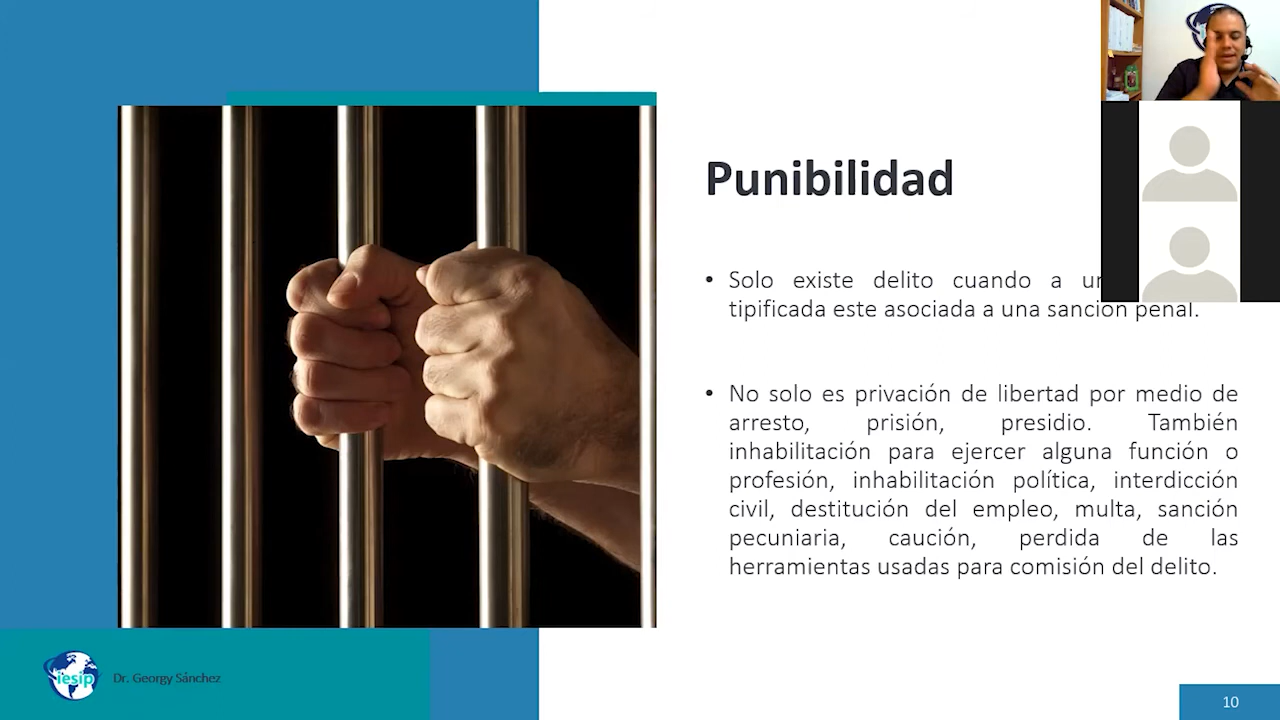 Punibilidad
• Solo existe delito cuando a
tipificada este asociada a una sanción penal.
• No solo es privación de libertad por medio de
arresto, prisión, presidio. También
inhabilitación para ejercer alguna función o
profesión, inhabilitación política, interdicción
civil, destitución del empleo, multa, sanción
pecuniaria, caución, perdida de las
herramientas usadas para comisión del delito.
iesip
Dr. Georgy Sánchez
10